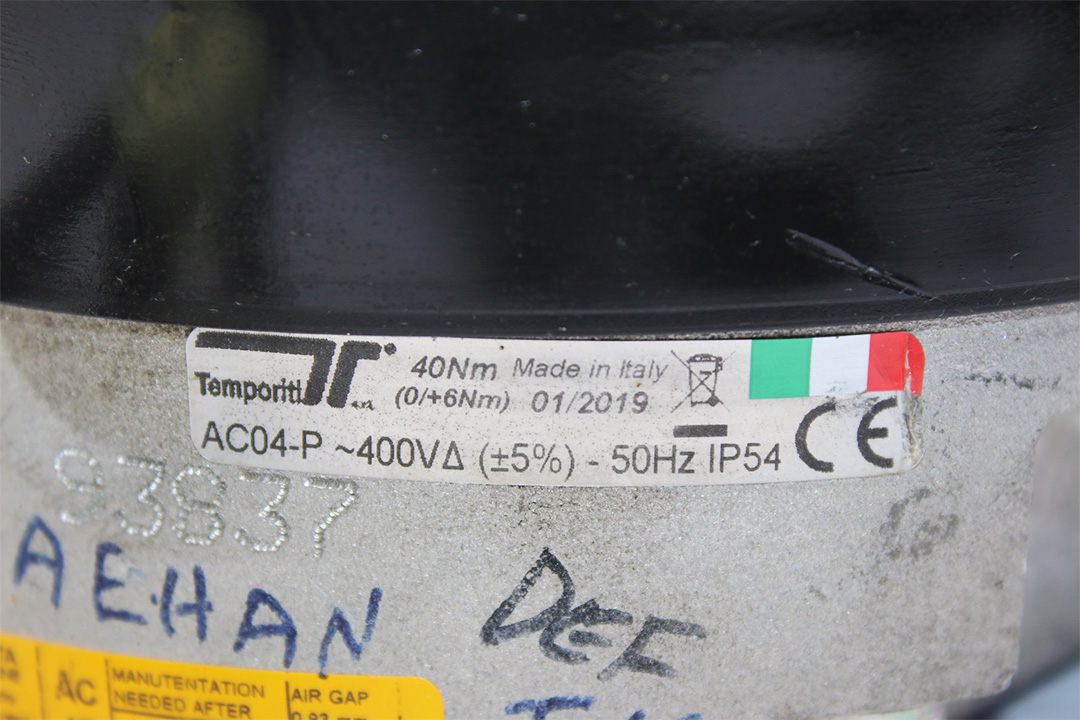 Temporiti s.r.l.
40Nm Made in Italy
(0/+6Nm) 01/2019
AC04-P ~400VΔ (±5%) - 50Hz IP54 CE
93837
AEHAN DEF
AC
MANUTENTATION
NEEDED AFTER
AIR GAP